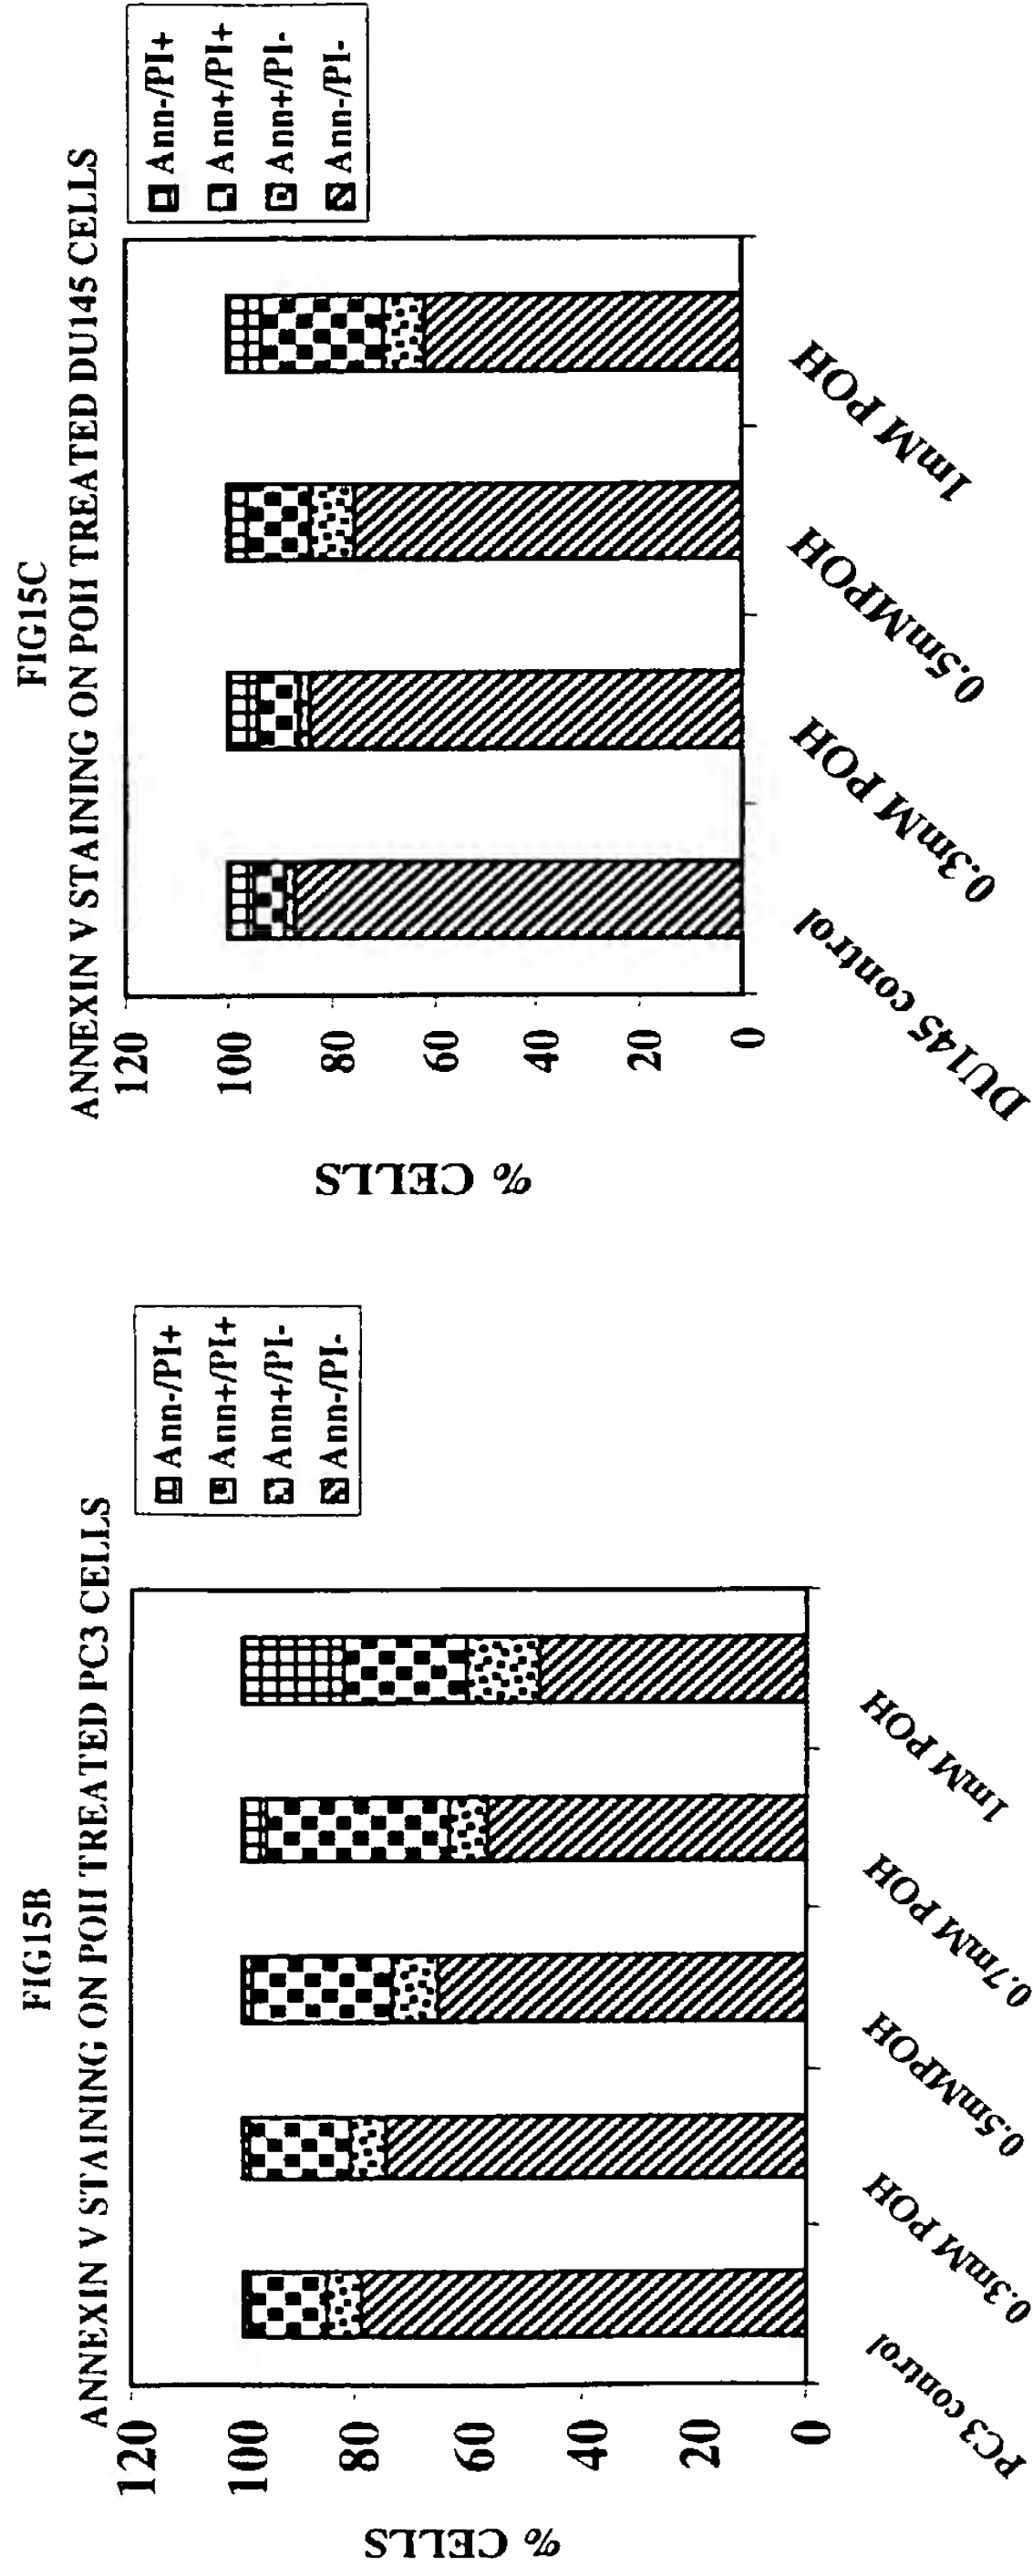 FIG15B
ANNEXIN V STAINING ON POH TREATED PC3 CELLS
% CELLS
120
100
80
60
40
20
0
PC3 control
0.3mM POH
0.5mMPOH
0.7mM POH
1mM POH
Ann-/PI+
Ann+/PI+
Ann+/PI-
Ann-/PI-
FIG15C
ANNEXIN V STAINING ON POH TREATED DU145 CELLS
% CELLS
120
100
80
60
40
20
0
DU145 control
0.3mM POH
0.5mMPOH
1mM POH
Ann-/PI+
Ann+/PI+
Ann+/PI-
Ann-/PI-